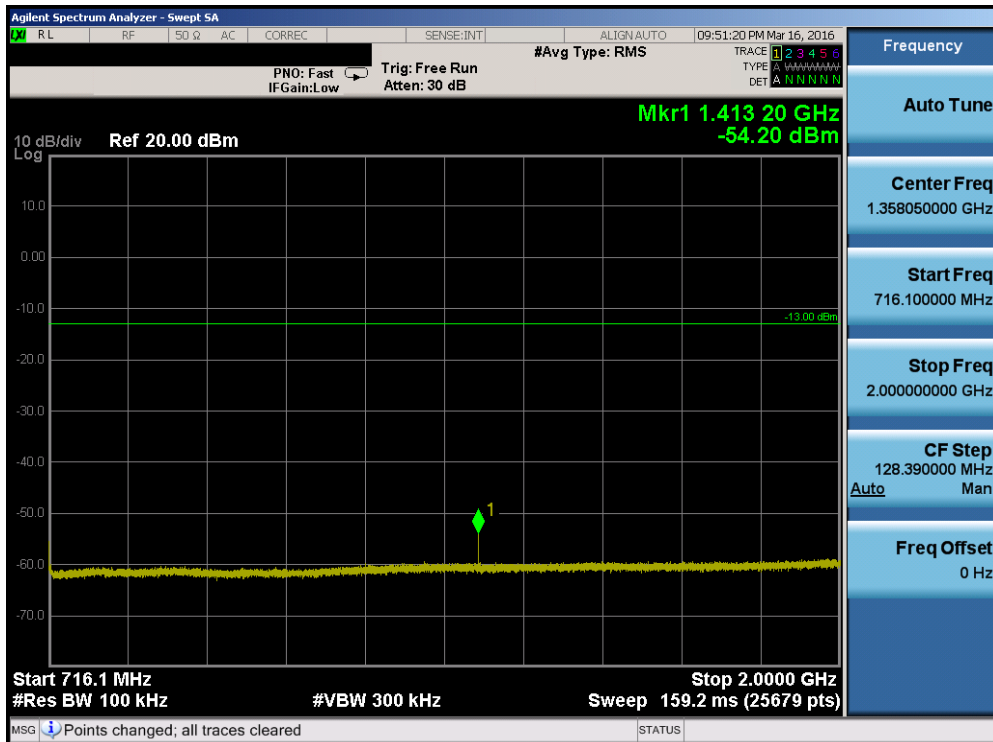 Agilent Spectrum Analyzer - Swept SA
LXI RL RF 50 Ω AC CORREC SENSE:INT ALIGN AUTO 09:51:20 PM Mar 16, 2016
#Avg Type: RMS
TRACE 1 2 3 4 5 6
TYPE A WWWWW
DET A N N N N N
PNO: Fast
IFGain:Low
Trig: Free Run
Atten: 30 dB
Mkr1 1.413 20 GHz
-54.20 dBm
10 dB/div
Log
Ref 20.00 dBm
10.0
0.00
-10.0
-13.00 dBm
-20.0
-30.0
-40.0
-50.0
1
-60.0
-70.0
Start 716.1 MHz
Stop 2.0000 GHz
#Res BW 100 kHz
#VBW 300 kHz
Sweep 159.2 ms (25679 pts)
MSG Points changed; all traces cleared
STATUS
Frequency
Auto Tune
Center Freq
1.358050000 GHz
Start Freq
716.100000 MHz
Stop Freq
2.000000000 GHz
CF Step
128.390000 MHz
Auto Man
Freq Offset
0 Hz